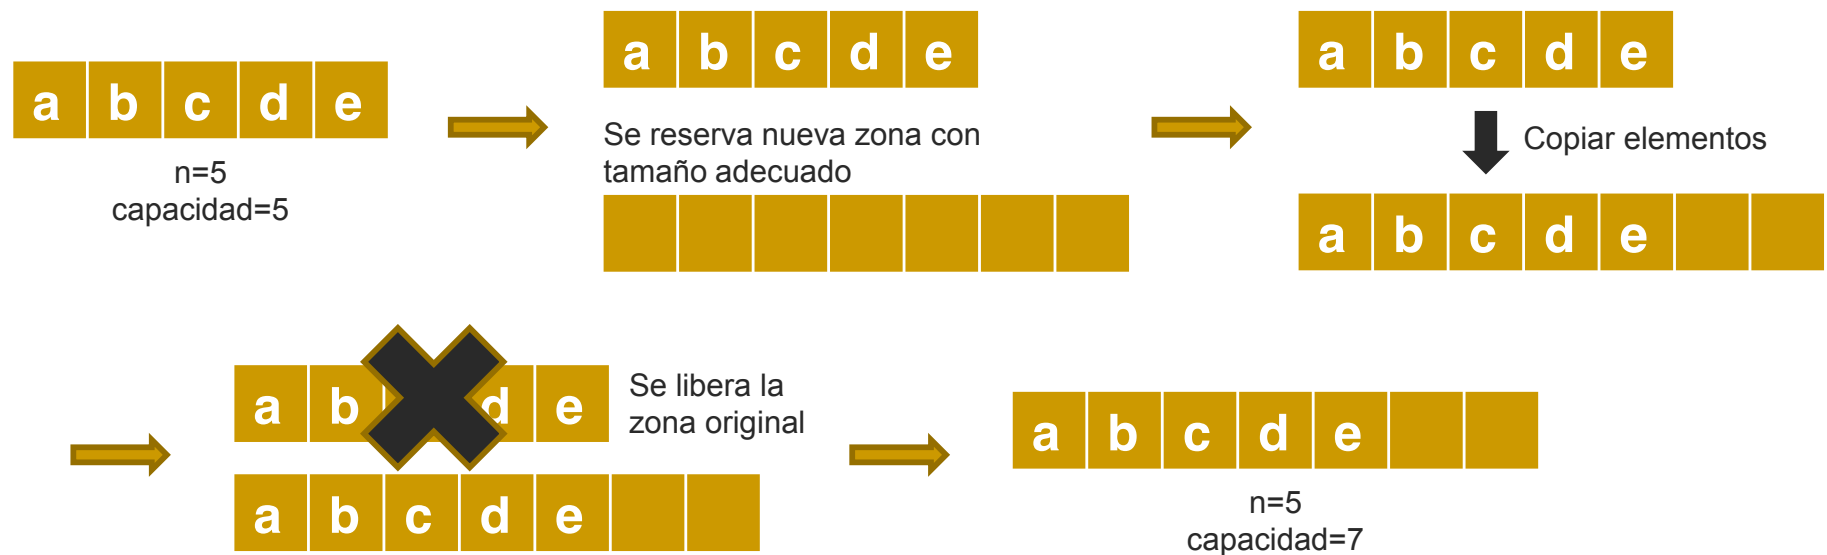 a b c d e
n=5
capacidad=5
a b c d e
Se reserva nueva zona con
tamaño adecuado
a b c d e
Copiar elementos
a b c d e
a b d e
Se libera la
zona original
a b c d e
a b c d e
n=5
capacidad=7